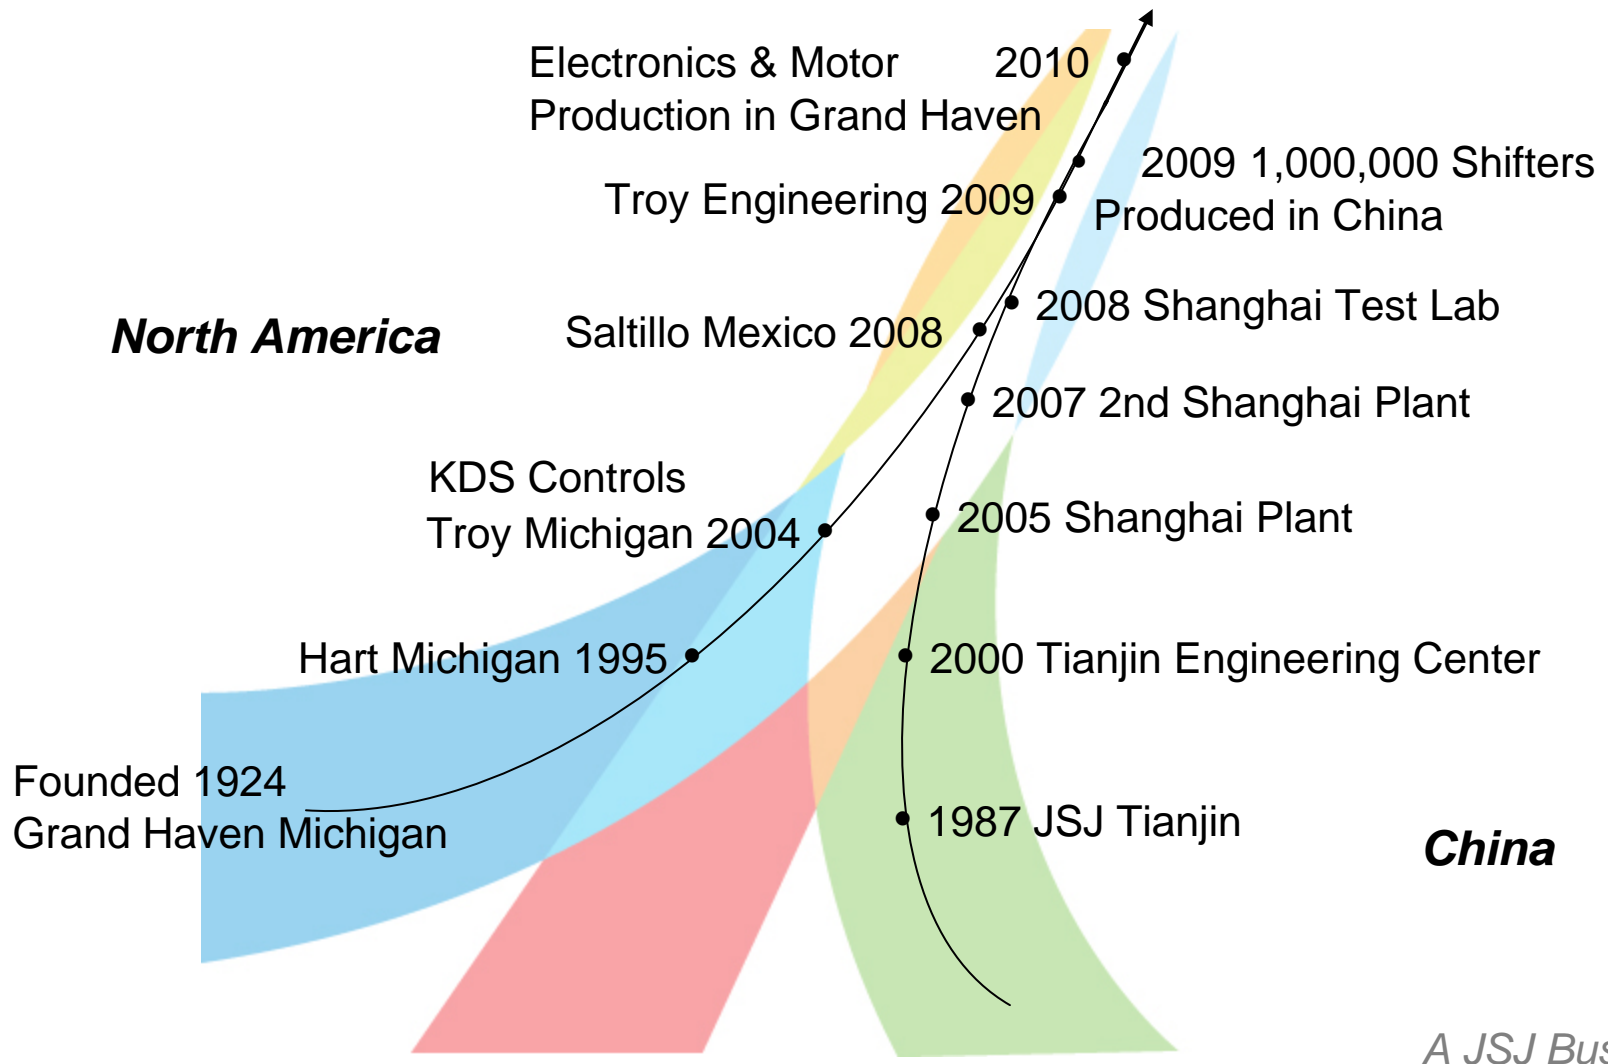 Electronics & Motor 2010
Production in Grand Haven
2009 1,000,000 Shifters
Produced in China
Troy Engineering 2009
2008 Shanghai Test Lab
North America
Saltillo Mexico 2008
2007 2nd Shanghai Plant
KDS Controls
Troy Michigan 2004
2005 Shanghai Plant
Hart Michigan 1995
2000 Tianjin Engineering Center
Founded 1924
Grand Haven Michigan
1987 JSJ Tianjin
China
A JSJ Bus